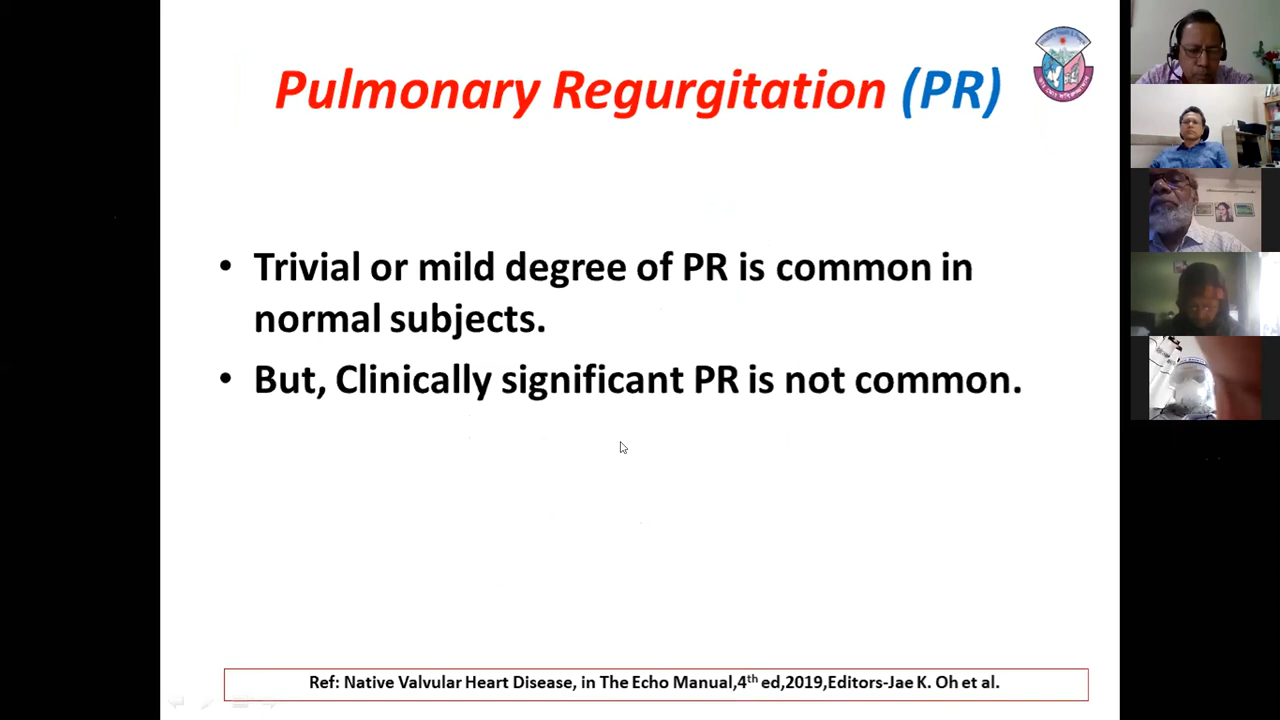 Pulmonary Regurgitation (PR)
• Trivial or mild degree of PR is common in
normal subjects.
• But, Clinically significant PR is not common.
Ref: Native Valvular Heart Disease, in The Echo Manual,4th ed,2019,Editors-Jae K. Oh et al.